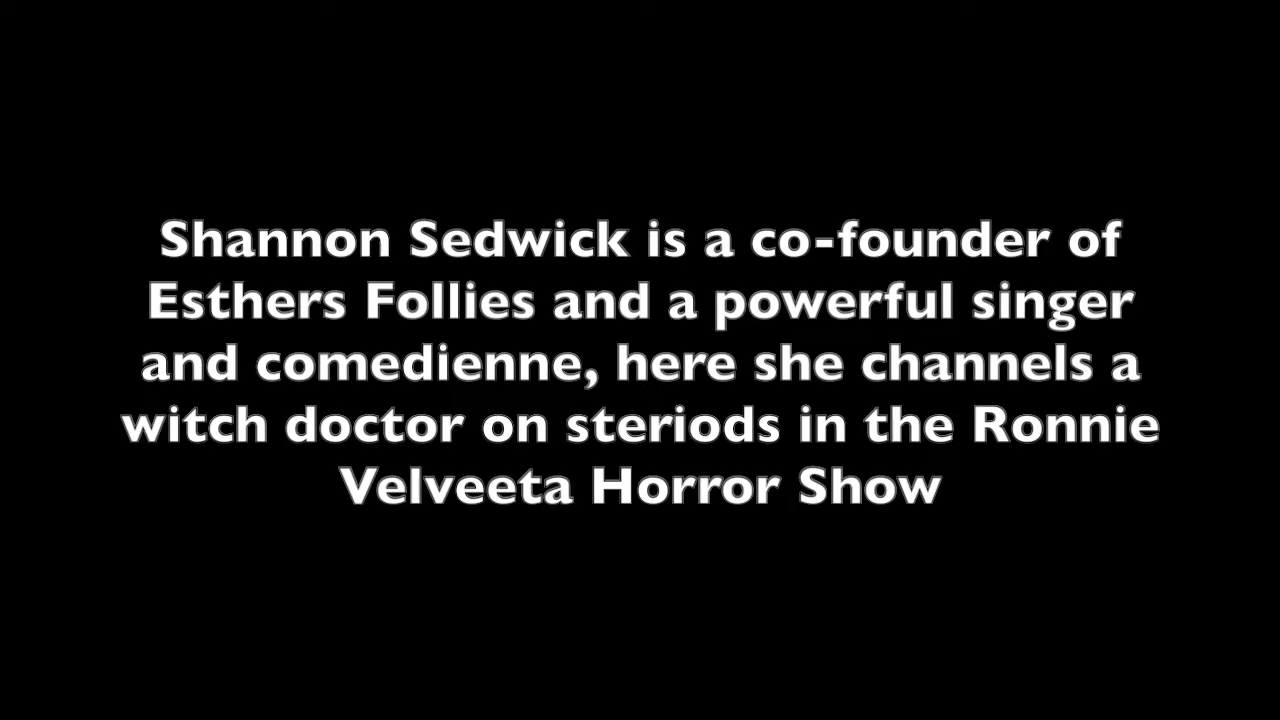 Shannon Sedwick is a co-founder of
Esthers Follies and a powerful singer
and comedienne, here she channels a
witch doctor on steriods in the Ronnie
Velveeta Horror Show